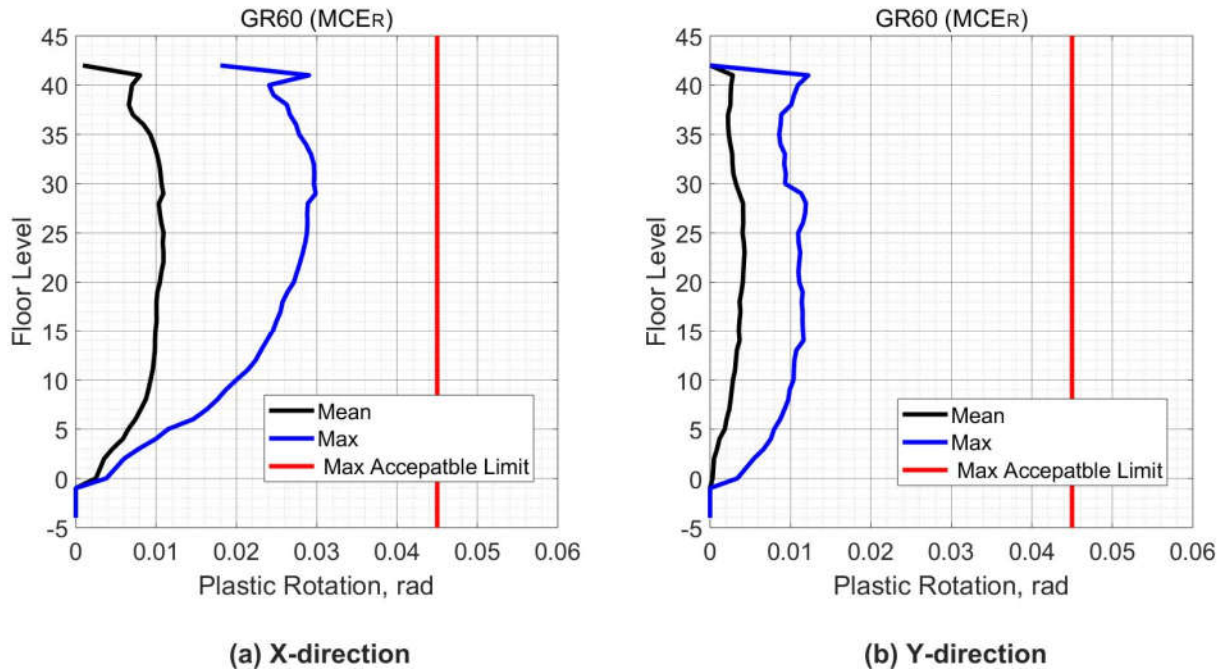 GR60 (MCER)
45
40
35
30
25
20
15
10
5
0
-5
Floor Level
Mean
Max
Max Accepatble Limit
0 0.01 0.02 0.03 0.04 0.05 0.06
Plastic Rotation, rad
(a) X-direction
GR60 (MCER)
45
40
35
30
25
20
15
10
5
0
-5
Floor Level
Mean
Max
Max Accepatble Limit
0 0.01 0.02 0.03 0.04 0.05 0.06
Plastic Rotation, rad
(b) Y-direction